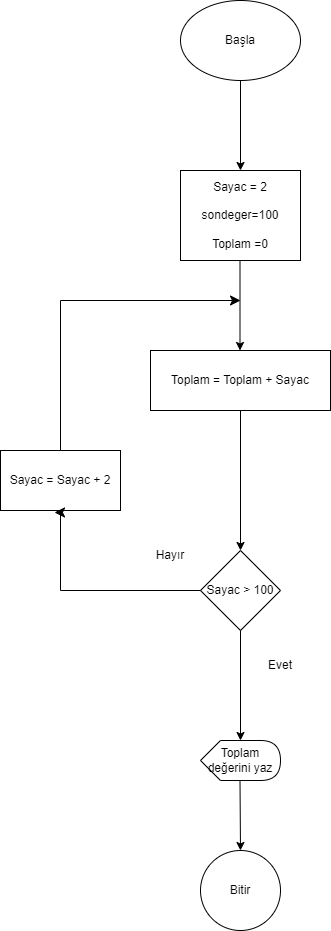 Başla
Sayac = 2
sondeger=100
Toplam =0
Toplam = Toplam + Sayac
Sayac = Sayac + 2
Hayır
Sayac > 100
Evet
Toplam
değerini yaz
Bitir